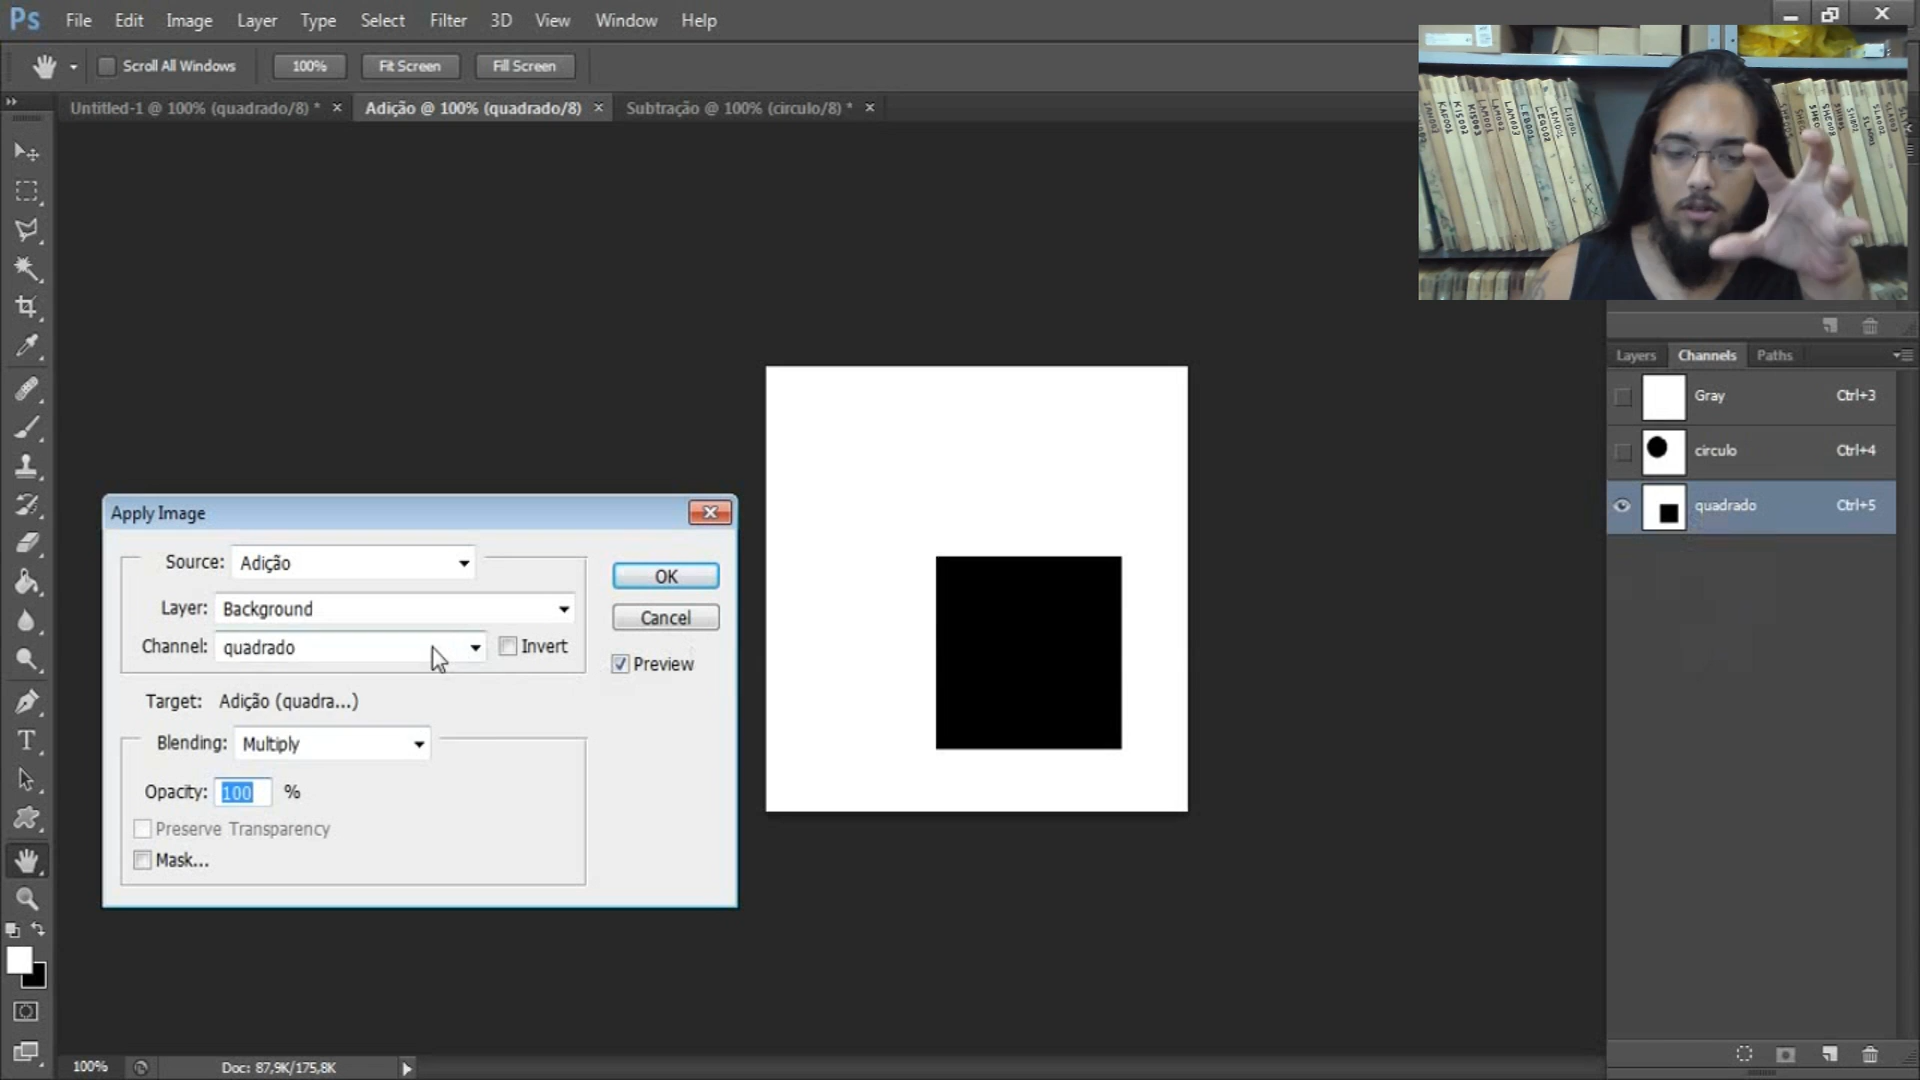 Ps File Edit Image Layer Type Select Filter 3D View Window Help
Scroll All Windows 100% Fit Screen Fill Screen
Untitled-1 @ 100% (quadrado/8) * × Adição @ 100% (quadrado/8) × Subtração @ 100% (circulo/8) * ×
Layers Channels Paths
Gray Ctrl+3
circulo Ctrl+4
quadrado Ctrl+5
Apply Image
Source: Adição
OK
Layer: Background
Cancel
Channel: quadrado Invert
Preview
Target: Adição (quadra...)
Blending: Multiply
Opacity: 100 %
Preserve Transparency
Mask...
T
100% Doc: 87,9K/175,8K